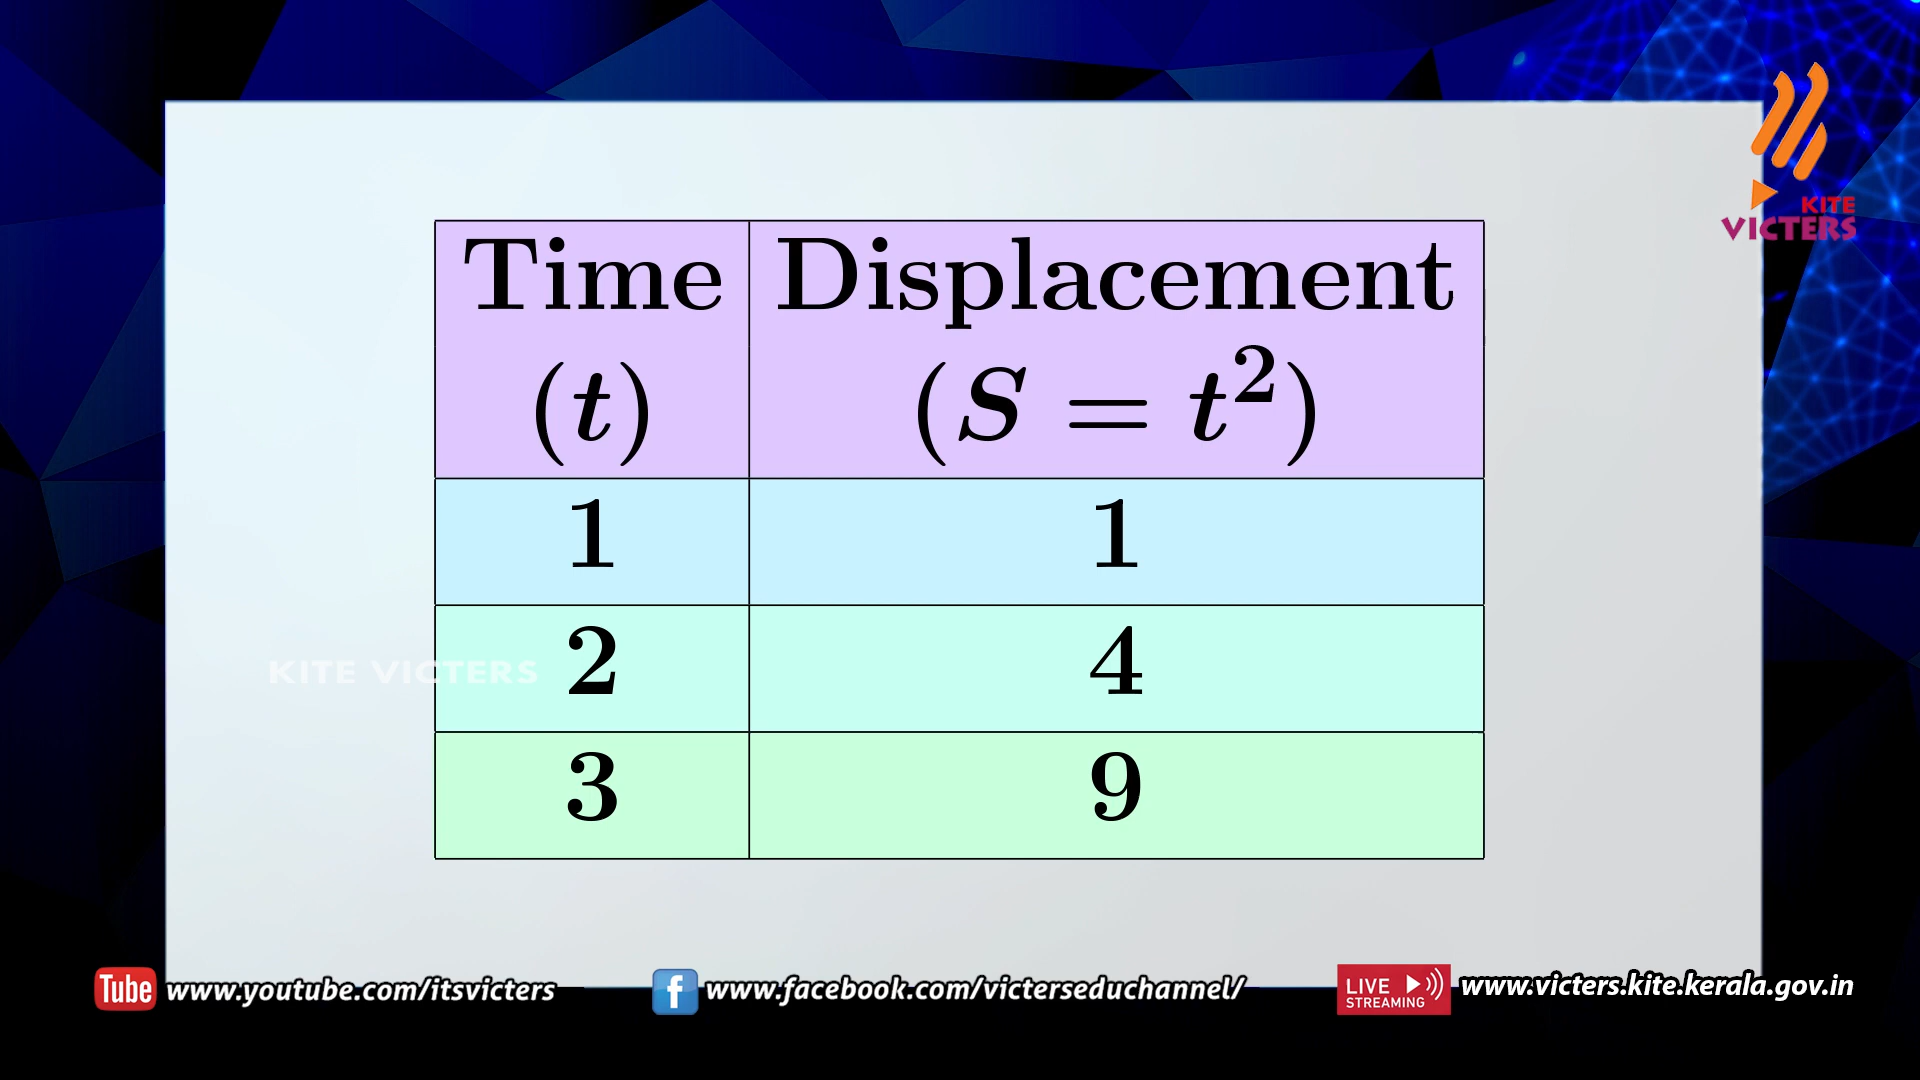 KITE
VICTERS
Time Displacement
(t) (S = t²)
1 1
2 4
KITE VICTERS
3 9
Tube www.youtube.com/itsvicters
f www.facebook.com/victerseduchannel/
LIVE STREAMING www.victers.kite.kerala.gov.in